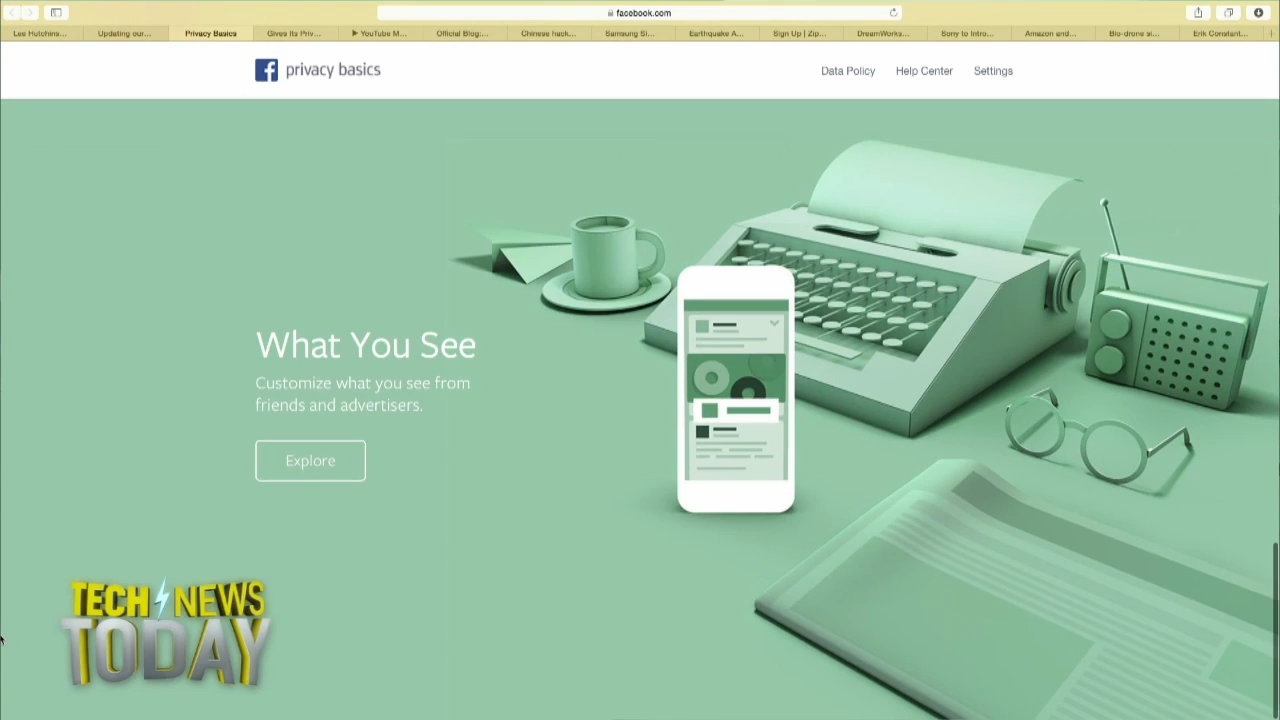 facebook.com
Lee Hutchins...
Updating our...
Privacy Basics
Gives Its Priv...
▶ YouTube M...
Official Blog:...
Chinese hack...
Samsung Si...
Earthquake A...
Sign Up | Zip...
DreamWorks...
Sony to Intro...
Amazon and...
Bio-drone si...
Erik Constant...
f privacy basics
Data Policy
Help Center
Settings
What You See
Customize what you see from
friends and advertisers.
Explore
TECH NEWS
TODAY